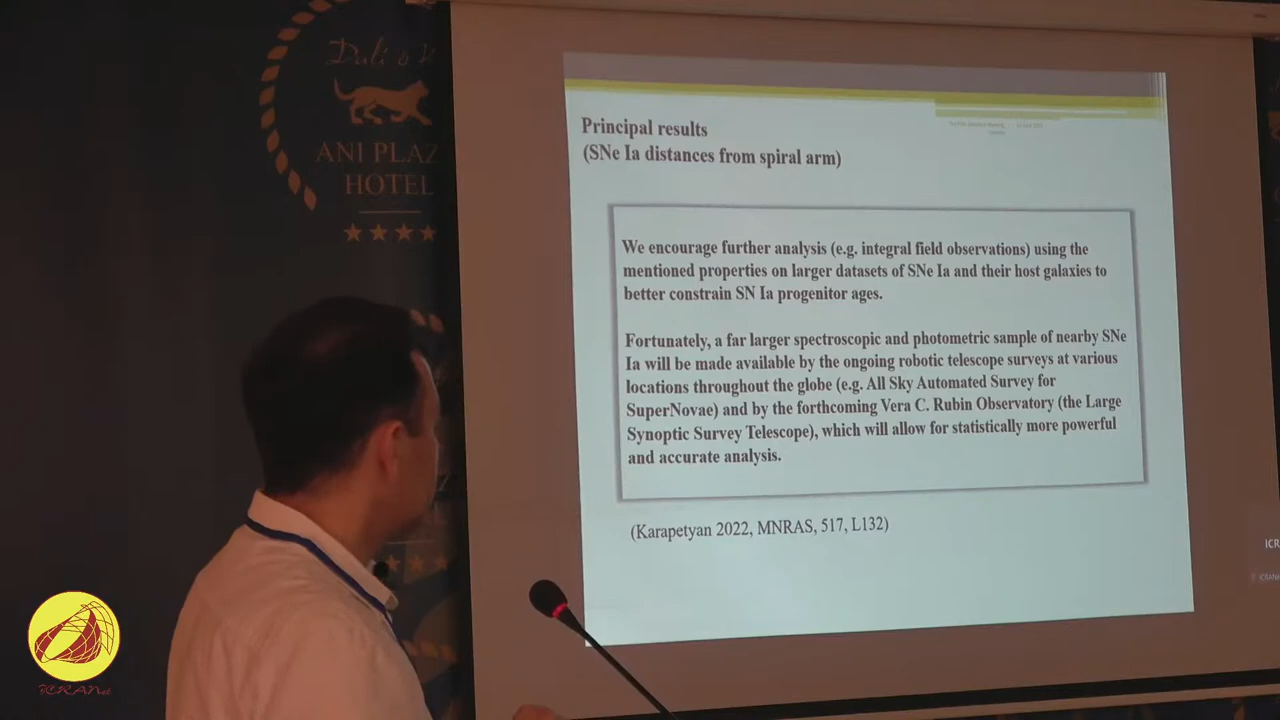 Dali o V
ANI PLAZ
HOTEL
Principal results
(SNe Ia distances from spiral arm)
We encourage further analysis (e.g. integral field observations) using the
mentioned properties on larger datasets of SNe Ia and their host galaxies to
better constrain SN Ia progenitor ages.
Fortunately, a far larger spectroscopic and photometric sample of nearby SNe
Ia will be made available by the ongoing robotic telescope surveys at various
locations throughout the globe (e.g. All Sky Automated Survey for
SuperNovae) and by the forthcoming Vera C. Rubin Observatory (the Large
Synoptic Survey Telescope), which will allow for statistically more powerful
and accurate analysis.
(Karapetyan 2022, MNRAS, 517, L132)
ICR
ICRAN
ICRANet